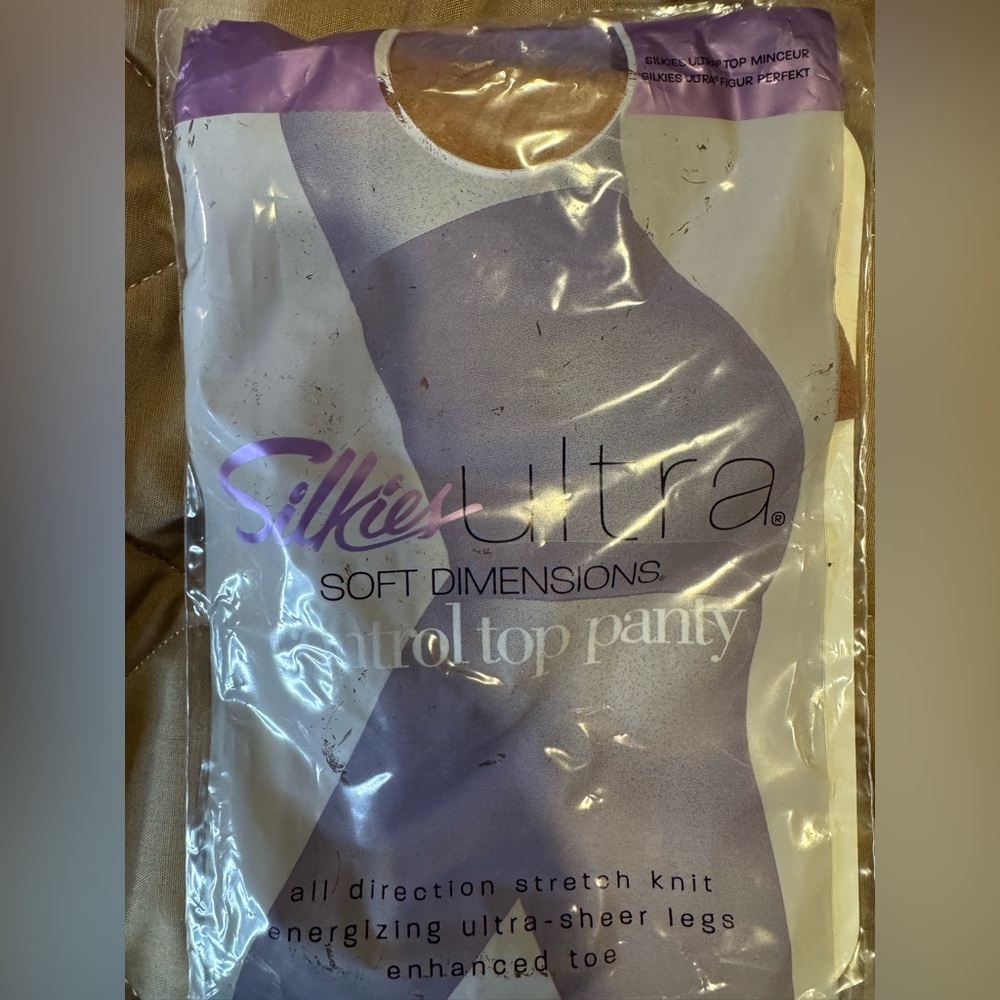 SILKIES ULTRA® TOP MINCEUR
SILKIES ULTRA® FIGUR PERFEKT
Silkies ultra®
SOFT DIMENSIONS®
control top panty
all direction stretch knit
energizing ultra-sheer legs
enhanced toe